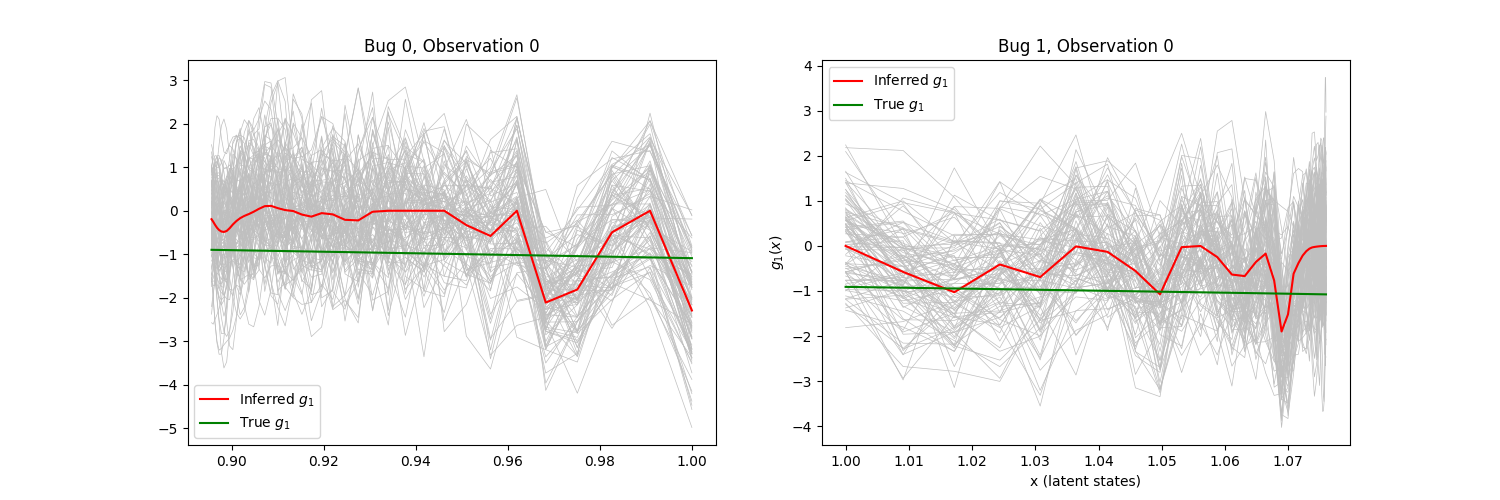 Bug 0, Observation 0
3
2
1
0
−1
−2
−3
−4
−5
Inferred g₁
True g₁
0.90 0.92 0.94 0.96 0.98 1.00
Bug 1, Observation 0
g₁(x)
4
3
2
1
0
−1
−2
−3
−4
Inferred g₁
True g₁
1.00 1.01 1.02 1.03 1.04 1.05 1.06 1.07
x (latent states)